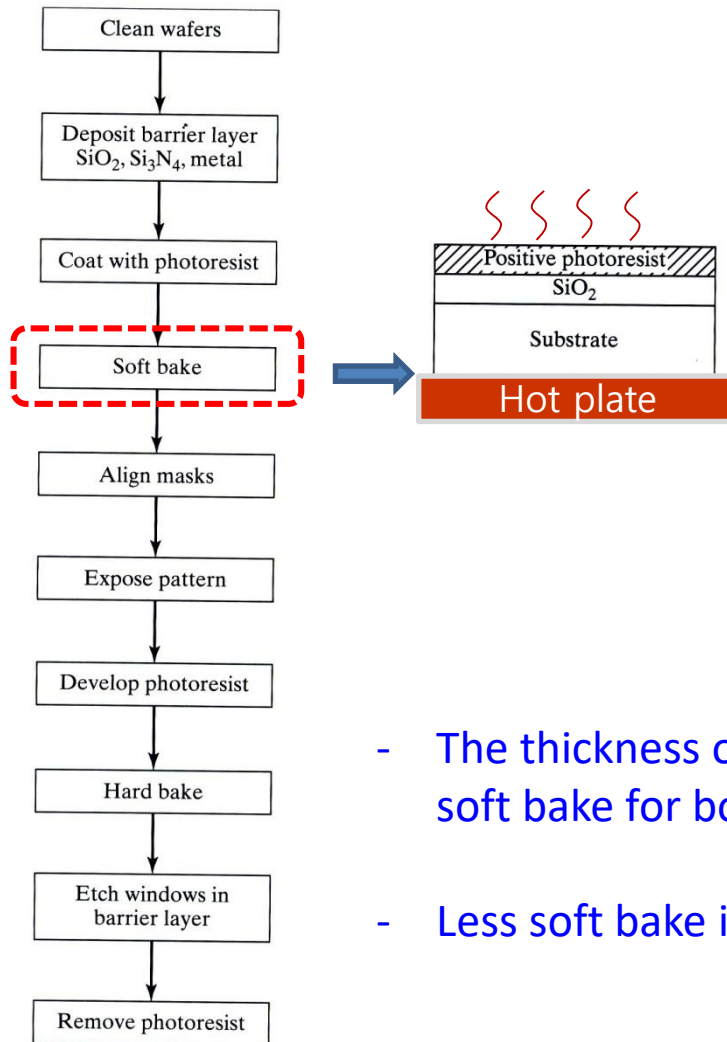 Clean wafers
Deposit barrier layer
SiO₂, Si₃N₄, metal
Coat with photoresist
Soft bake
Align masks
Expose pattern
Develop photoresist
Hard bake
Etch windows in
barrier layer
Remove photoresist
Positive photoresist
SiO₂
Substrate
Hot plate
- The thickness
soft bake for
- Less soft bake